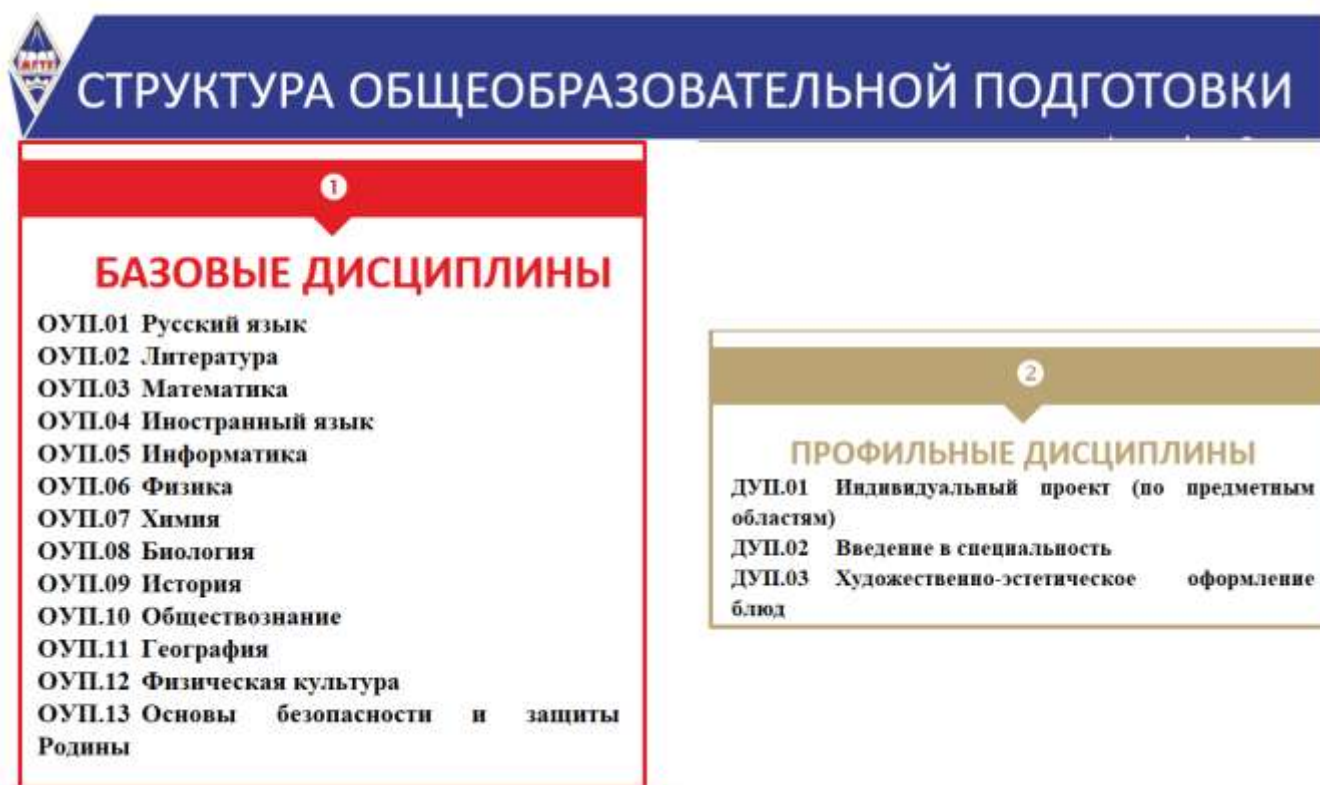 СТРУКТУРА ОБЩЕОБРАЗОВАТЕЛЬНОЙ ПОДГОТОВКИ
1
БАЗОВЫЕ ДИСЦИПЛИНЫ
ОУП.01 Русский язык
ОУП.02 Литература
ОУП.03 Математика
ОУП.04 Иностранный язык
ОУП.05 Информатика
ОУП.06 Физика
ОУП.07 Химия
ОУП.08 Биология
ОУП.09 История
ОУП.10 Обществознание
ОУП.11 География
ОУП.12 Физическая культура
ОУП.13 Основы безопасности и защиты
Родины
2
ПРОФИЛЬНЫЕ ДИСЦИПЛИНЫ
ДУП.01 Индивидуальный проект (по предметным
областям)
ДУП.02 Введение в специальность
ДУП.03 Художественно-эстетическое оформление
блюд